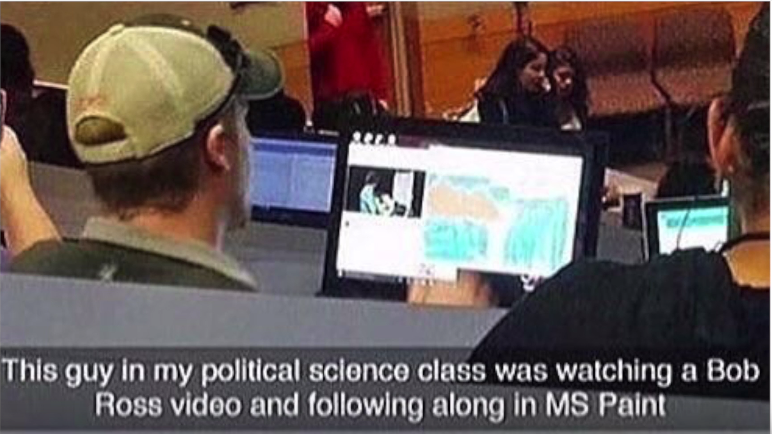 This guy in my political science class was watching a Bob
Ross video and following along in MS Paint